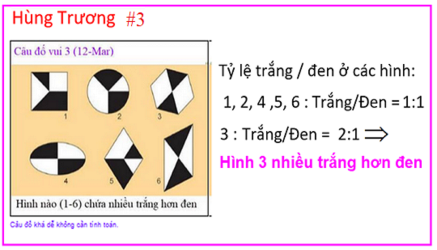 Hùng Trương #3
Câu đố vui 3 (12-Mar)
1 2 3
4 5 6
Hình nào (1-6) chứa nhiều trắng hơn đen
Câu đố khá dễ không cần tính toán.
Tỷ lệ trắng / đen ở các hình:
1, 2, 4 ,5, 6 : Trắng/Đen = 1:1
3 : Trắng/Đen = 2:1 ⟹
Hình 3 nhiều trắng hơn đen